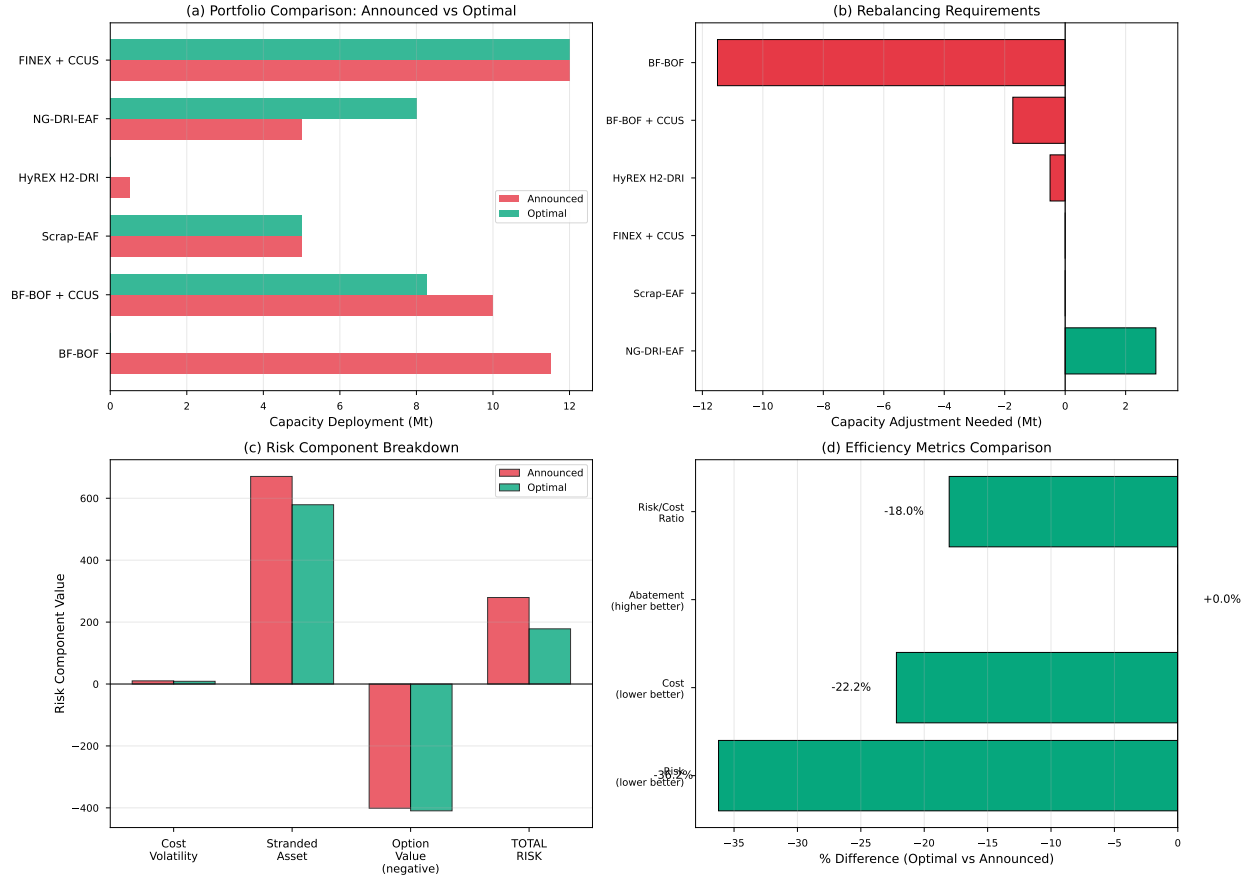 (a) Portfolio Comparison: Announced vs Optimal
FINEX + CCUS
NG-DRI-EAF
HyREX H2-DRI
Scrap-EAF
BF-BOF + CCUS
BF-BOF
Announced
Optimal
0 2 4 6 8 10 12
Capacity Deployment (Mt)
(b) Rebalancing Requirements
BF-BOF
BF-BOF + CCUS
HyREX H2-DRI
FINEX + CCUS
Scrap-EAF
NG-DRI-EAF
−12 −10 −8 −6 −4 −2 0 2
Capacity Adjustment Needed (Mt)
(c) Risk Component Breakdown
Announced
Optimal
Risk Component Value
600
400
200
0
−200
−400
Cost
Volatility
Stranded
Asset
Option
Value
(negative)
TOTAL
RISK
(d) Efficiency Metrics Comparison
Risk/Cost
Ratio
-18.0%
Abatement
(higher better)
+0.0%
Cost
(lower better)
-22.2%
Risk
(lower better)
-36.2%
−35 −30 −25 −20 −15 −10 −5 0
% Difference (Optimal vs Announced)